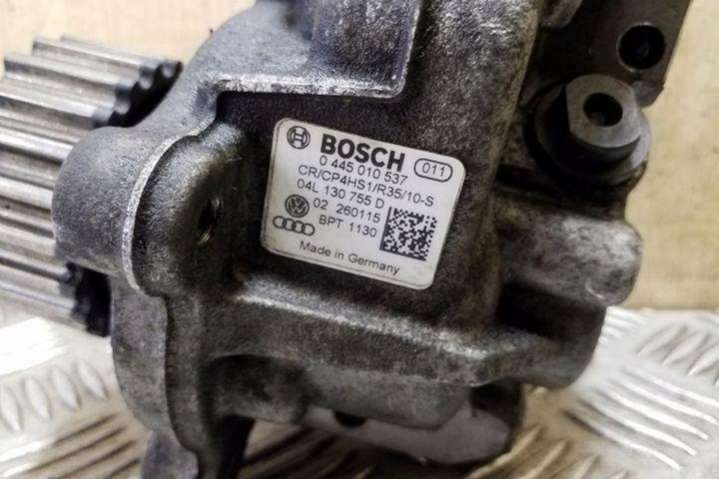 BOSCH 011
0 445 010 537
CR/CP4HS1/R35/10-S
04L 130 755 D
02 260115
BPT 1130
Made in Germany